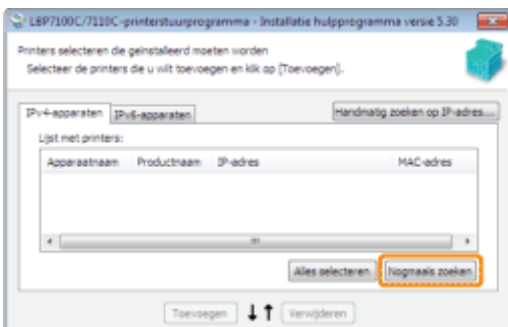 LBP7100C/7110C-printerstuurprogramma - Installatie hulpprogramma versie 5.30
Printers selecteren die geïnstalleerd moeten worden
Selecteer de printers die u wilt toevoegen en klik op [Toevoegen].
IPv4-apparaten IPv6-apparaten Handmatig zoeken op IP-adres...
Lijst met printers:
Apparaatnaam Productnaam IP-adres MAC-adres
Alles selecteren Nogmaals zoeken
Toevoegen Verwijderen